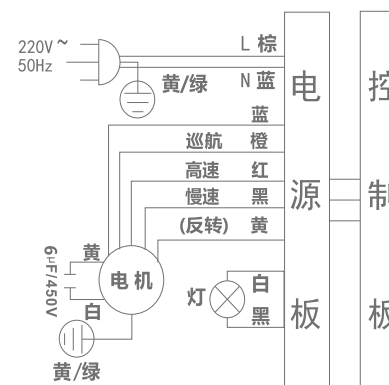 220V~
50Hz
L 棕
黄/绿
N 蓝
蓝
巡航 橙
高速 红
慢速 黑
(反转) 黄
电源板
控制板
6μF/450V
黄
白
电机
灯
白
黑
黄/绿